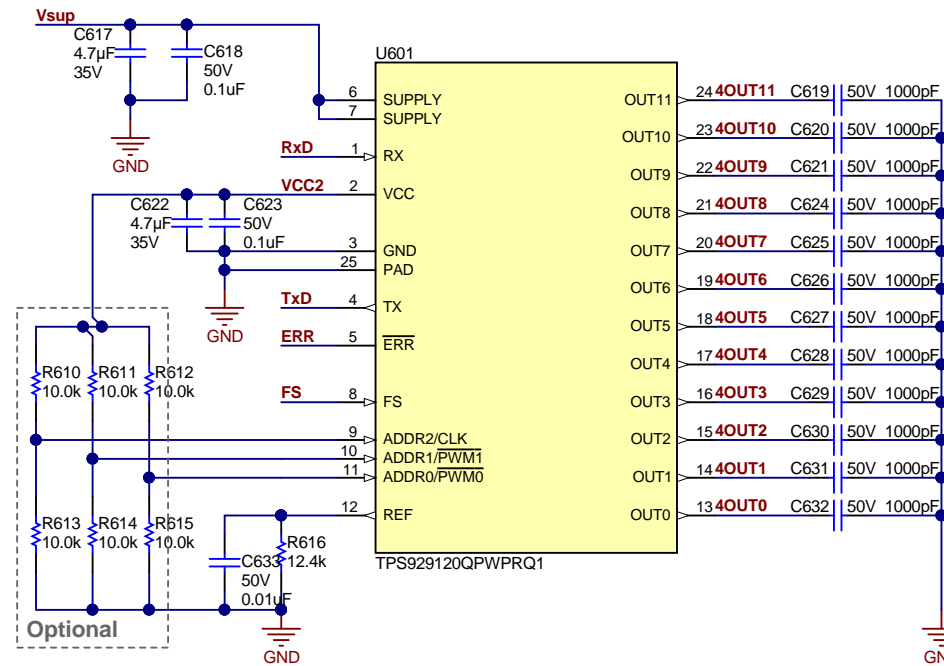 Vsup
C617
4.7µF
35V
C618
50V
0.1uF
GND
U601
6 SUPPLY
7 SUPPLY
RxD 1 RX
VCC2 2 VCC
C622
4.7µF
35V
C623
50V
0.1uF
3 GND
25 PAD
GND
TxD 4 TX
ERR 5 ERR
FS 8 FS
9 ADDR2/CLK
10 ADDR1/PWM1
11 ADDR0/PWM0
12 REF
OUT11 24 4OUT11 C619 50V 1000pF
OUT10 23 4OUT10 C620 50V 1000pF
OUT9 22 4OUT9 C621 50V 1000pF
OUT8 21 4OUT8 C624 50V 1000pF
OUT7 20 4OUT7 C625 50V 1000pF
OUT6 19 4OUT6 C626 50V 1000pF
OUT5 18 4OUT5 C627 50V 1000pF
OUT4 17 4OUT4 C628 50V 1000pF
OUT3 16 4OUT3 C629 50V 1000pF
OUT2 15 4OUT2 C630 50V 1000pF
OUT1 14 4OUT1 C631 50V 1000pF
OUT0 13 4OUT0 C632 50V 1000pF
TPS929120QPWPRQ1
R610 R611 R612
10.0k 10.0k 10.0k
R613 R614 R615
10.0k 10.0k 10.0k
Optional
C633
50V
0.01uF
R616
12.4k
GND
GN